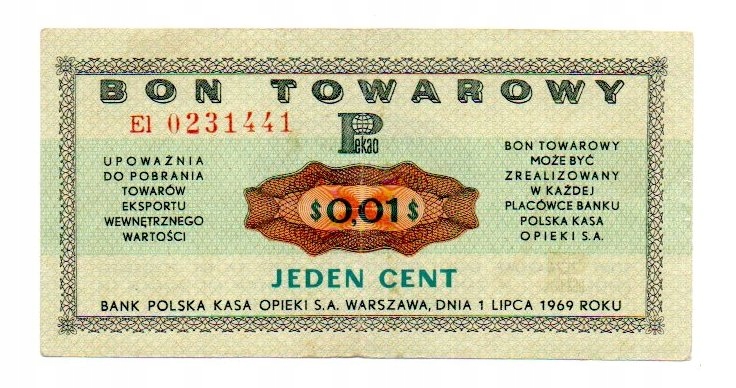 BON TOWAROWY
El 0231441
Pekao
UPOWAŻNIA
DO POBRANIA
TOWARÓW
EKSPORTU
WEWNĘTRZNEGO
WARTOŚCI
$0,01$
BON TOWAROWY
MOŻE BYĆ
ZREALIZOWANY
W KAŻDEJ
PLACÓWCE BANKU
POLSKA KASA
OPIEKI S.A.
JEDEN CENT
BANK POLSKA KASA OPIEKI S.A. WARSZAWA, DNIA 1 LIPCA 1969 ROKU